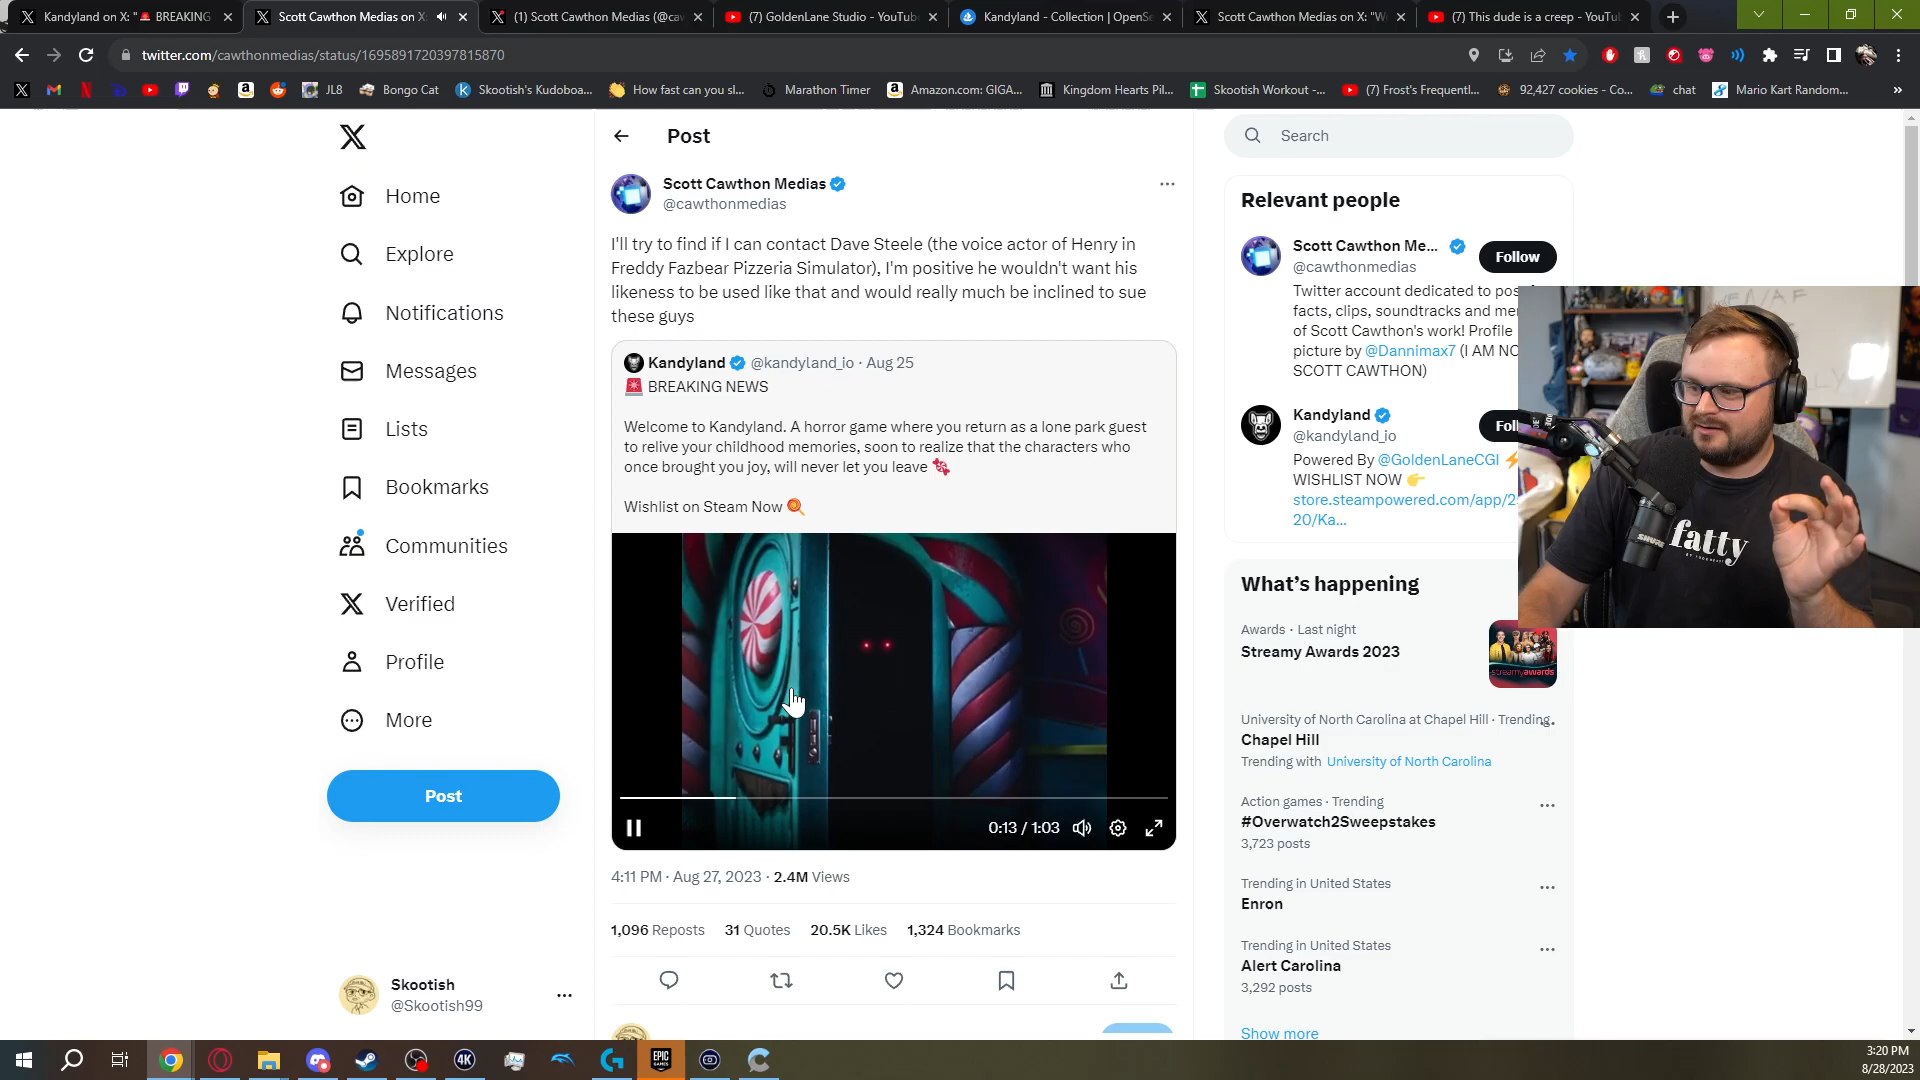 Kandyland on X: "🚨 BREAKING
Scott Cawthon Medias on X:
(1) Scott Cawthon Medias (@caw
(7) GoldenLane Studio - YouTub
Kandyland - Collection | OpenSe
Scott Cawthon Medias on X: "W
(7) This dude is a creep - YouTu
twitter.com/cawthonmedias/status/1695891720397815870
JL8
Bongo Cat
Skootish's Kudoboa...
How fast can you sl...
Marathon Timer
Amazon.com: GIGA...
Kingdom Hearts Pil...
Skootish Workout -...
(7) Frost's Frequentl...
92,427 cookies - Co...
chat
Mario Kart Random...
Home
Explore
Notifications
Messages
Lists
Bookmarks
Communities
Verified
Profile
More
Post
Skootish
@Skootish99
Post
Scott Cawthon Medias
@cawthonmedias
I'll try to find if I can contact Dave Steele (the voice actor of Henry in
Freddy Fazbear Pizzeria Simulator), I'm positive he wouldn't want his
likeness to be used like that and would really much be inclined to sue
these guys
Kandyland @kandyland_io · Aug 25
🚨 BREAKING NEWS
Welcome to Kandyland. A horror game where you return as a lone park guest
to relive your childhood memories, soon to realize that the characters who
once brought you joy, will never let you leave 🍬
Wishlist on Steam Now 🍭
0:13 / 1:03
4:11 PM · Aug 27, 2023 · 2.4M Views
1,096 Reposts 31 Quotes 20.5K Likes 1,324 Bookmarks
Search
Relevant people
Scott Cawthon Me...
Follow
@cawthonmedias
Twitter account dedicated to pos
facts, clips, soundtracks and me
of Scott Cawthon's work! Profile
picture by @Dannimax7 (I AM NO
SCOTT CAWTHON)
Kandyland
Foll
@kandyland_io
Powered By @GoldenLaneCGI ⚡
WISHLIST NOW 👉
store.steampowered.com/app/2
20/Ka...
fatty
SHURE
What's happening
Awards · Last night
Streamy Awards 2023
streamyawards
University of North Carolina at Chapel Hill · Trending
Chapel Hill
Trending with University of North Carolina
Action games · Trending
#Overwatch2Sweepstakes
3,723 posts
Trending in United States
Enron
Trending in United States
Alert Carolina
3,292 posts
Show more
4K
EPIC
GAMES
3:20 PM
8/28/2023